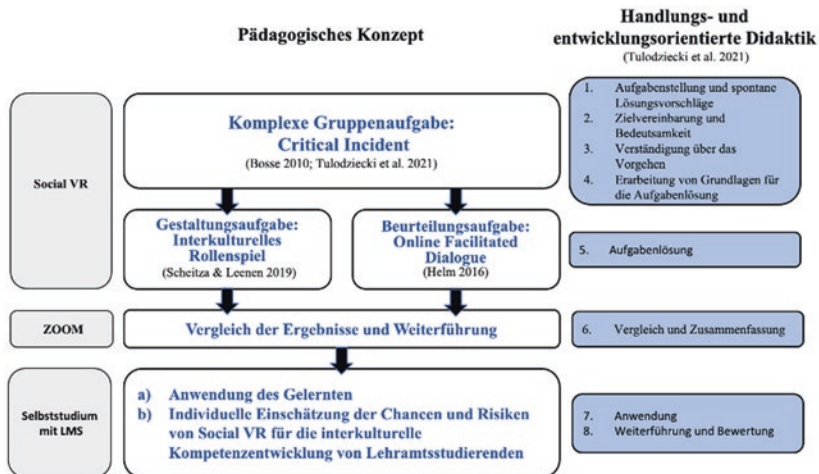 Pädagogisches Konzept
Handlungs- und
entwicklungsorientierte Didaktik
(Tulodziecki et al. 2021)
Social VR
Komplexe Gruppenaufgabe:
Critical Incident
(Bosse 2010; Tulodziecki et al. 2021)
1. Aufgabenstellung und spontane
Lösungsvorschläge
2. Zielvereinbarung und
Bedeutsamkeit
3. Verständigung über das
Vorgehen
4. Erarbeitung von Grundlagen für
die Aufgabenlösung
Gestaltungsaufgabe:
Interkulturelles
Rollenspiel
(Scheitza & Leenen 2019)
Beurteilungsaufgabe:
Online Facilitated
Dialogue
(Helm 2016)
5. Aufgabenlösung
ZOOM
Vergleich der Ergebnisse und Weiterführung
6. Vergleich und Zusammenfassung
Selbststudium
mit LMS
a) Anwendung des Gelernten
b) Individuelle Einschätzung der Chancen und Risiken
von Social VR für die interkulturelle
Kompetenzentwicklung von Lehramtsstudierenden
7. Anwendung
8. Weiterführung und Bewertung